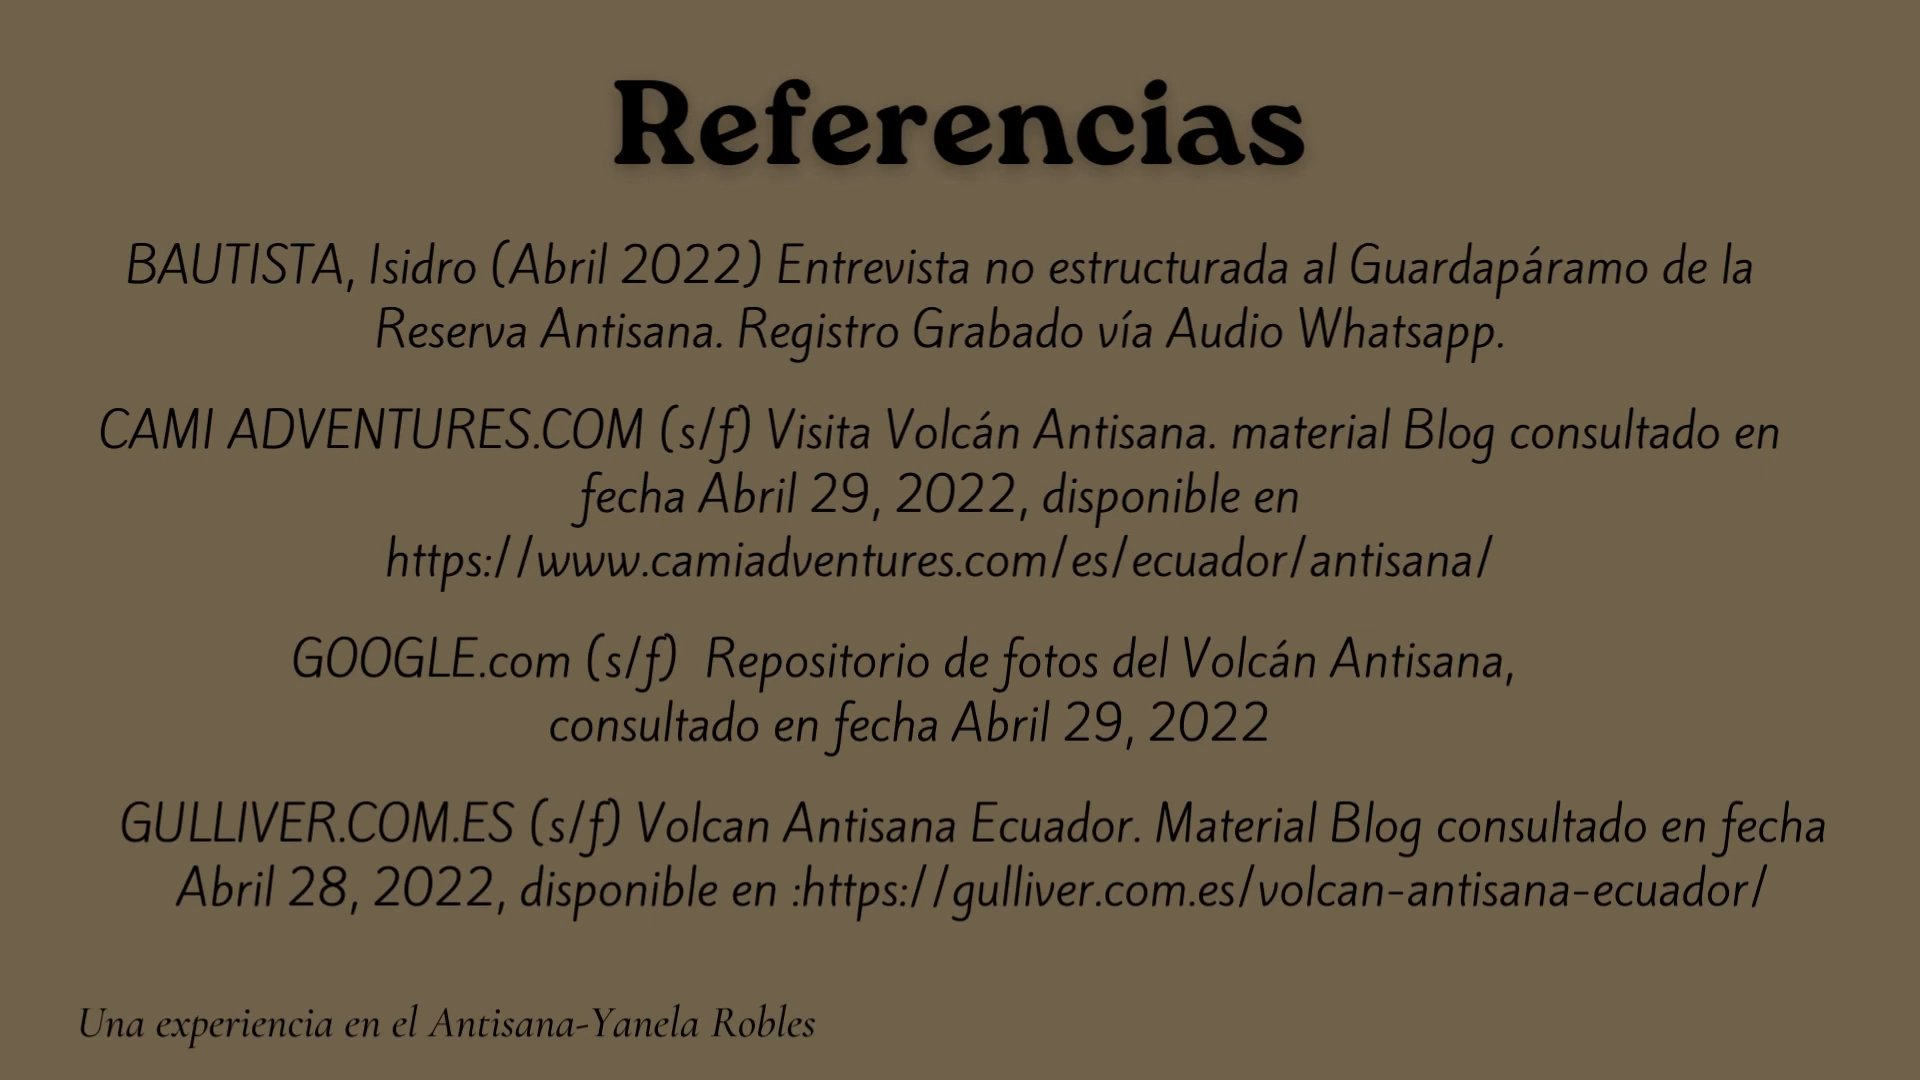 Referencias
BAUTISTA, Isidro (Abril 2022) Entrevista no estructurada al Guardapáramo de la
Reserva Antisana. Registro Grabado vía Audio Whatsapp.
CAMI ADVENTURES.COM (s/f) Visita Volcán Antisana. material Blog consultado en
fecha Abril 29, 2022, disponible en
https://www.camiadventures.com/es/ecuador/antisana/
GOOGLE.com (s/f)  Repositorio de fotos del Volcán Antisana,
consultado en fecha Abril 29, 2022
GULLIVER.COM.ES (s/f) Volcan Antisana Ecuador. Material Blog consultado en fecha
Abril 28, 2022, disponible en :https://gulliver.com.es/volcan-antisana-ecuador/
Una experiencia en el Antisana-Yanela Robles